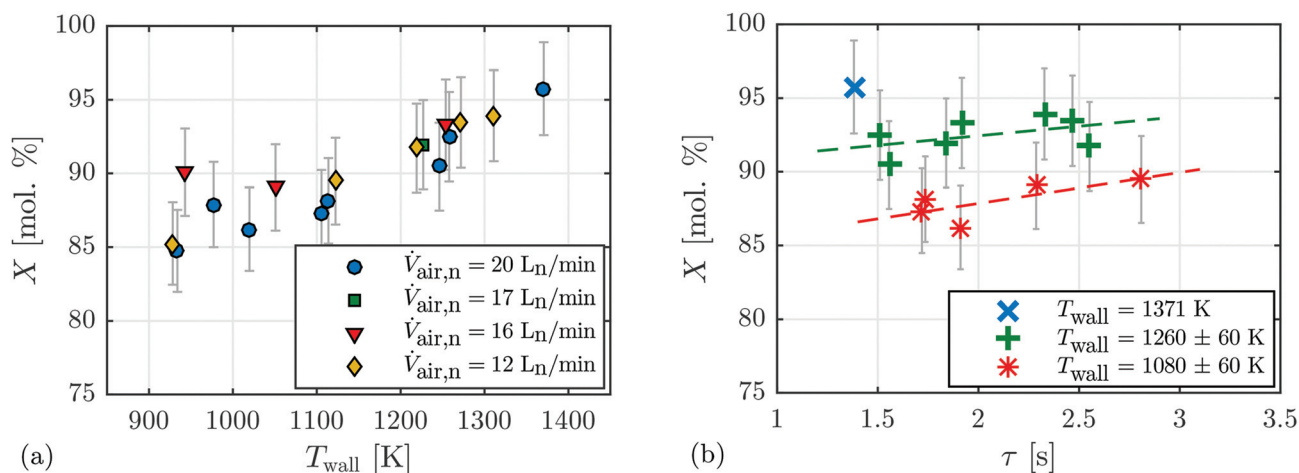 100
95
90
85
80
75
X [mol. %]
900
1000
1100
1200
1300
1400
T_wall [K]
(a)
V̇_air,n = 20 L_n/min
V̇_air,n = 17 L_n/min
V̇_air,n = 16 L_n/min
V̇_air,n = 12 L_n/min
100
95
90
85
80
75
X [mol. %]
1
1.5
2
2.5
3
3.5
τ [s]
(b)
T_wall = 1371 K
T_wall = 1260 ± 60 K
T_wall = 1080 ± 60 K